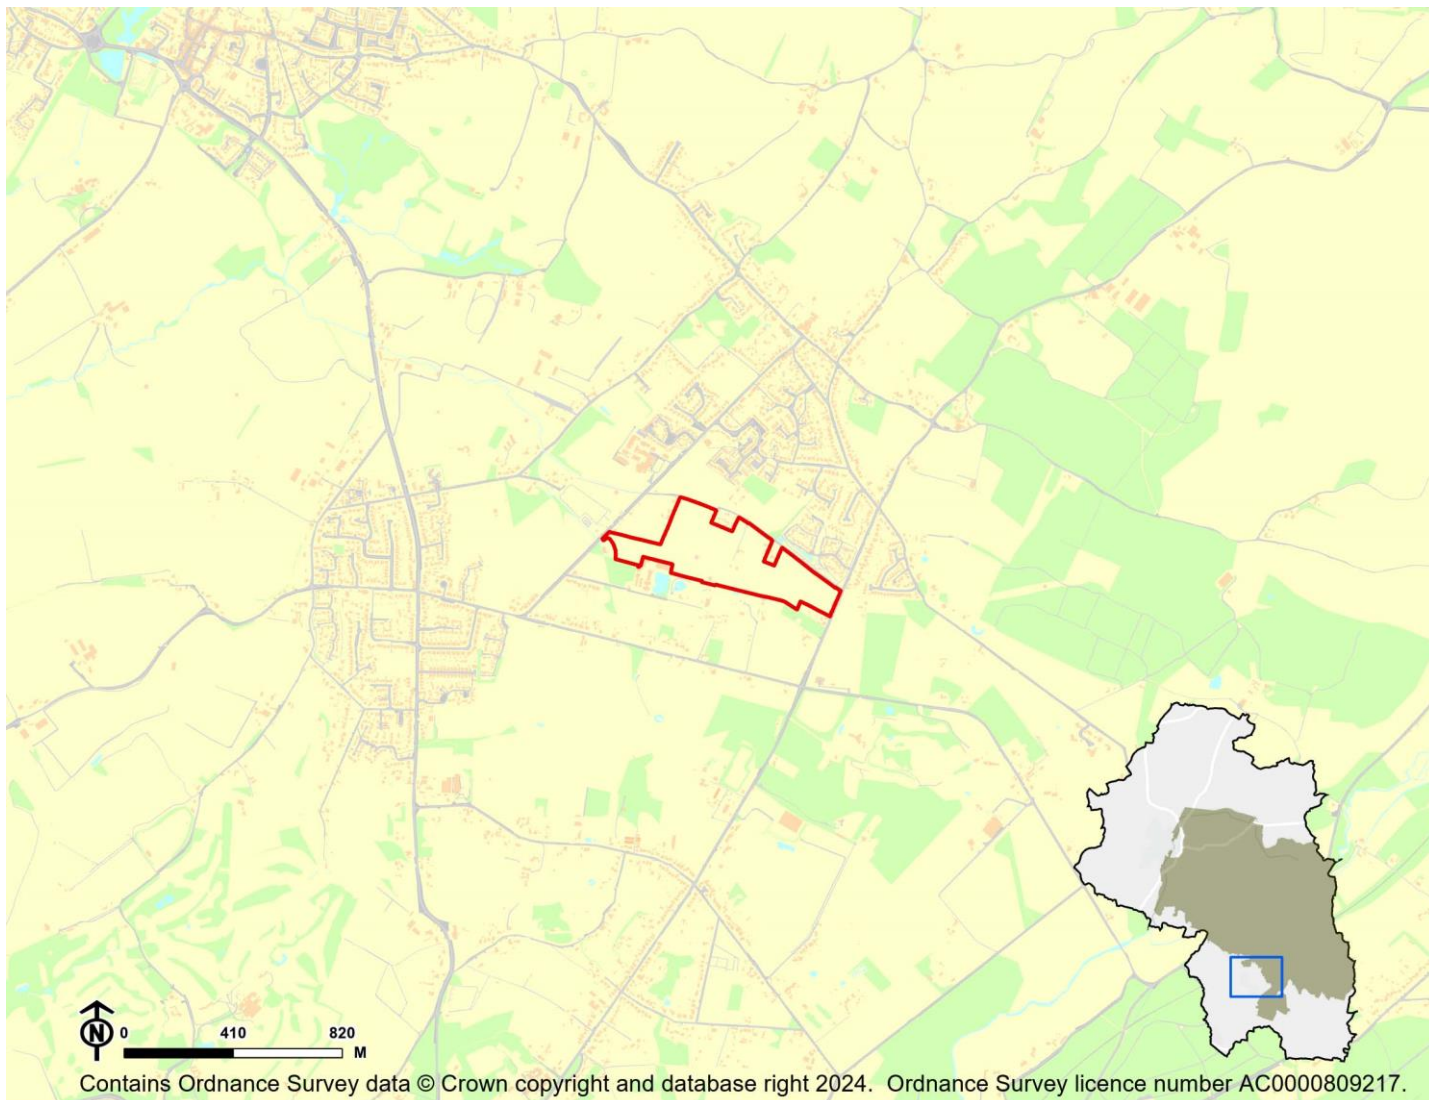 N
0 410 820
M
Contains Ordnance Survey data © Crown copyright and database right 2024. Ordnance Survey licence number AC0000809217.